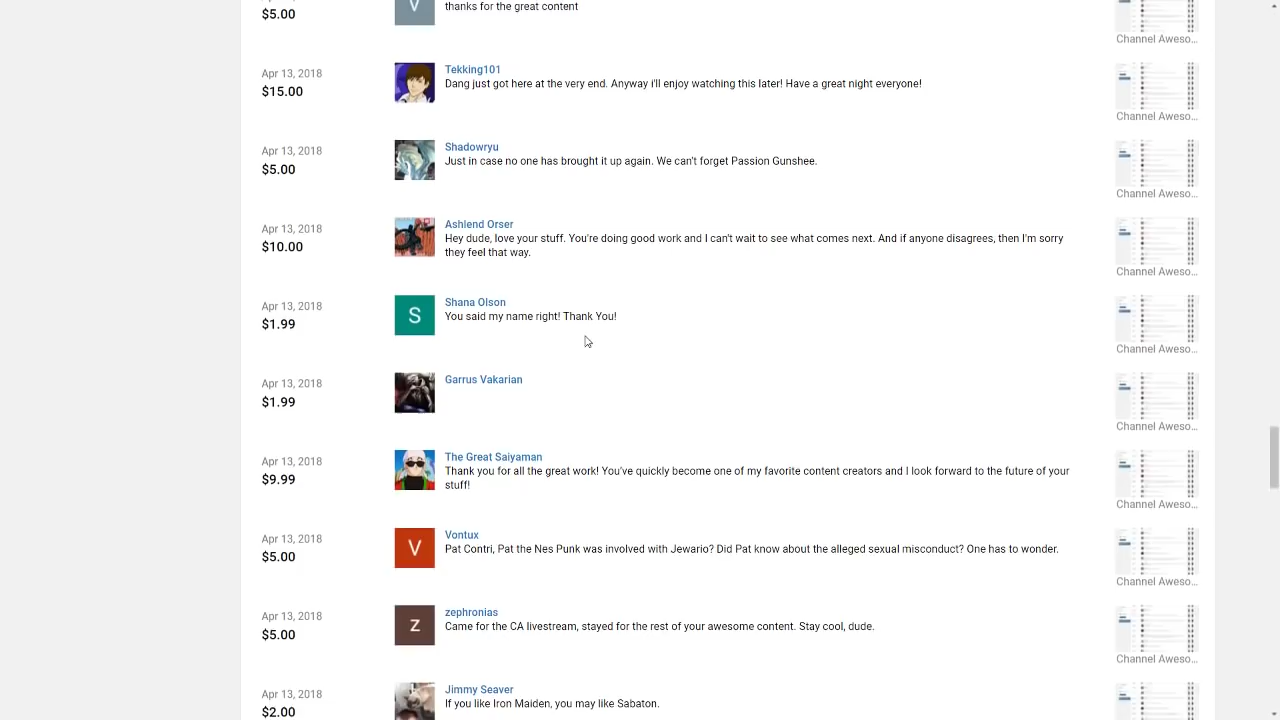 $5.00
V
thanks for the great content
Channel Aweso...
Apr 13, 2018
$15.00
Tekking101
Dang just got here at the very end. Anyway i'll enjoy watching this later! Have a great night everyone!
Channel Aweso...
Apr 13, 2018
$5.00
Shadowryu
Just in case no one has brought it up again. We can't forget Passion Gunshee.
Channel Aweso...
Apr 13, 2018
$10.00
Ashlend Orser
Hey dude, love your stuff. You're doing good work and I can't wait to see what comes next. And if anyone disagrees, then I'm sorry
they feel that way.
Channel Aweso...
Apr 13, 2018
$1.99
S
Shana Olson
You said my name right! Thank You!
Channel Aweso...
Apr 13, 2018
$1.99
Garrus Vakarian
Channel Aweso...
Apr 13, 2018
$9.99
The Great Saiyaman
Thank you for all the great work! You've quickly become one of my favorite content creators and I look forward to the future of your
stuff!
Channel Aweso...
Apr 13, 2018
$5.00
V
Vontux
Pat Contri, Pat the Nes Punk was involved with JewWario? Did Pat know about the alleged sexual misconduct? One has to wonder.
Channel Aweso...
Apr 13, 2018
$5.00
z
zephronias
Came for the CA livestream, stayed for the rest of your awesome content. Stay cool, dude.
Channel Aweso...
Apr 13, 2018
$2.00
Jimmy Seaver
Maiden, you might like Sabaton.